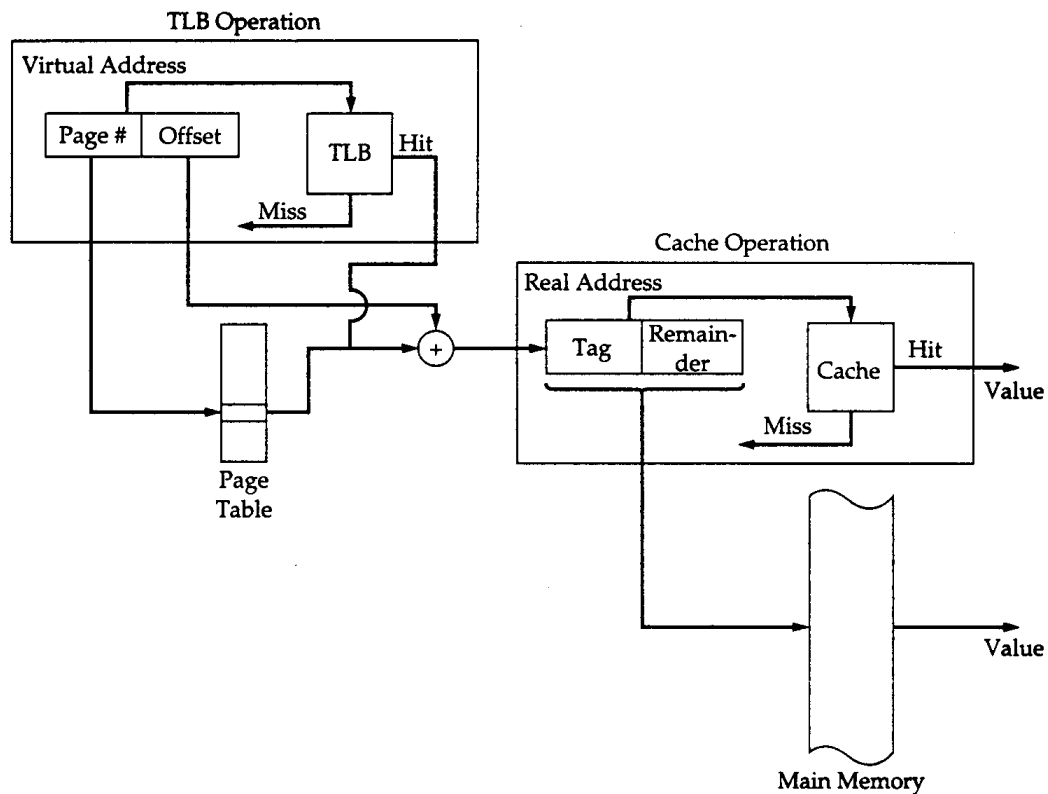 TLB Operation
Virtual Address
Page #
Offset
TLB
Hit
Miss
Cache Operation
Real Address
Tag
Remain-
der
Cache
Hit
Value
Miss
Page
Table
Value
Main Memory